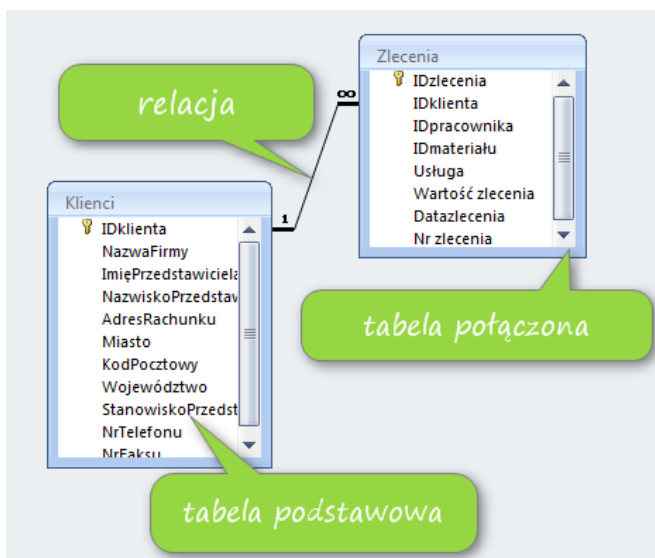 Zlecenia
IDzlecenia
IDklienta
IDpracownika
IDmateriału
Usługa
Wartość zlecenia
Datazlecenia
Nr zlecenia
relacja
∞
1
Klienci
IDklienta
NazwaFirmy
ImięPrzedstawiciela
NazwiskoPrzedstaw
AdresRachunku
Miasto
KodPocztowy
Województwo
StanowiskoPrzedst
NrTelefonu
NrFaksu
tabela połączona
tabela podstawowa